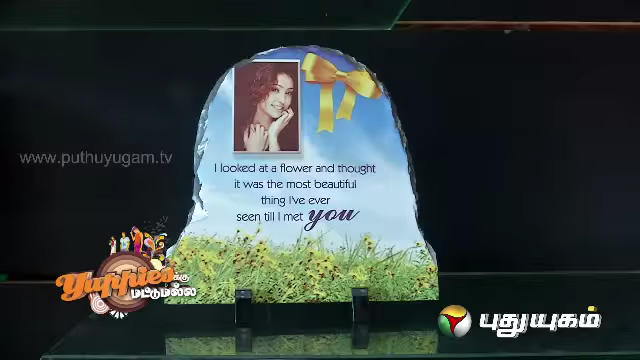 www.puthuyugam.tv
I looked at a flower and thought
it was the most beautiful
thing I've ever
seen till I met you
Yuppiesக்கு
மட்டுமல்ல
புதுயுகம்